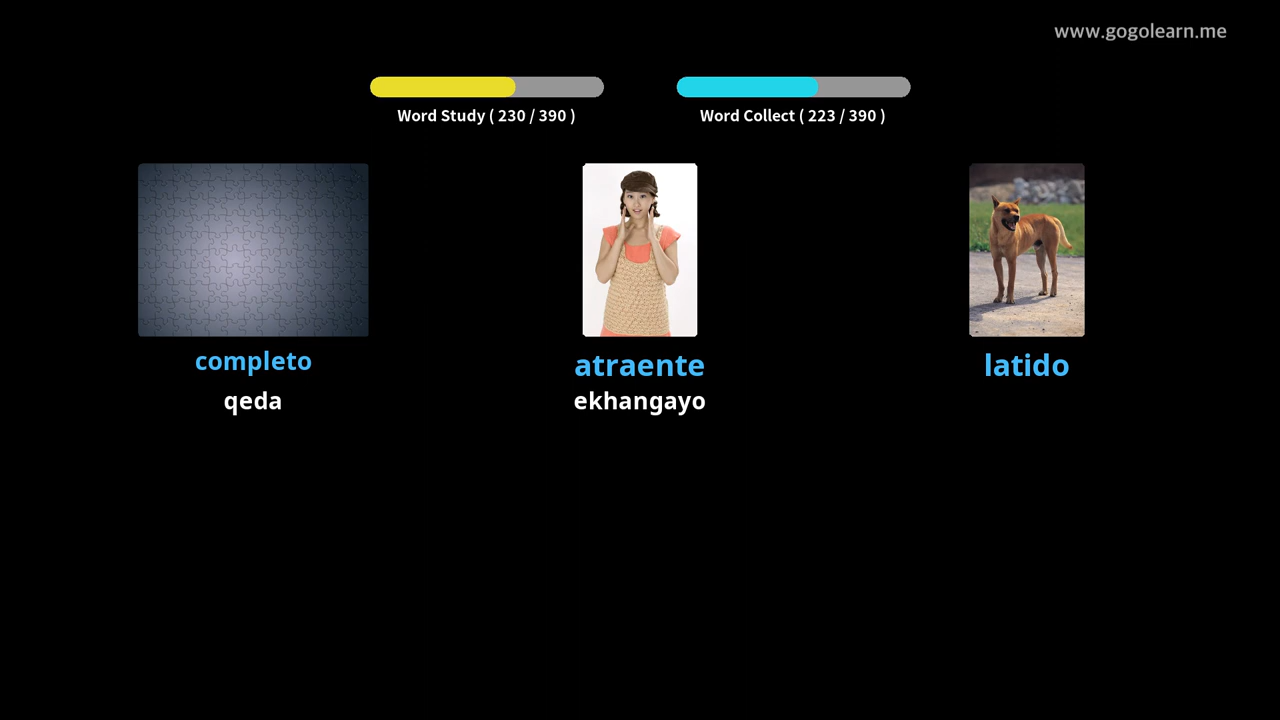 www.gogolearn.me
Word Study ( 230 / 390 )
Word Collect ( 223 / 390 )
completo
qeda
atraente
ekhangayo
latido